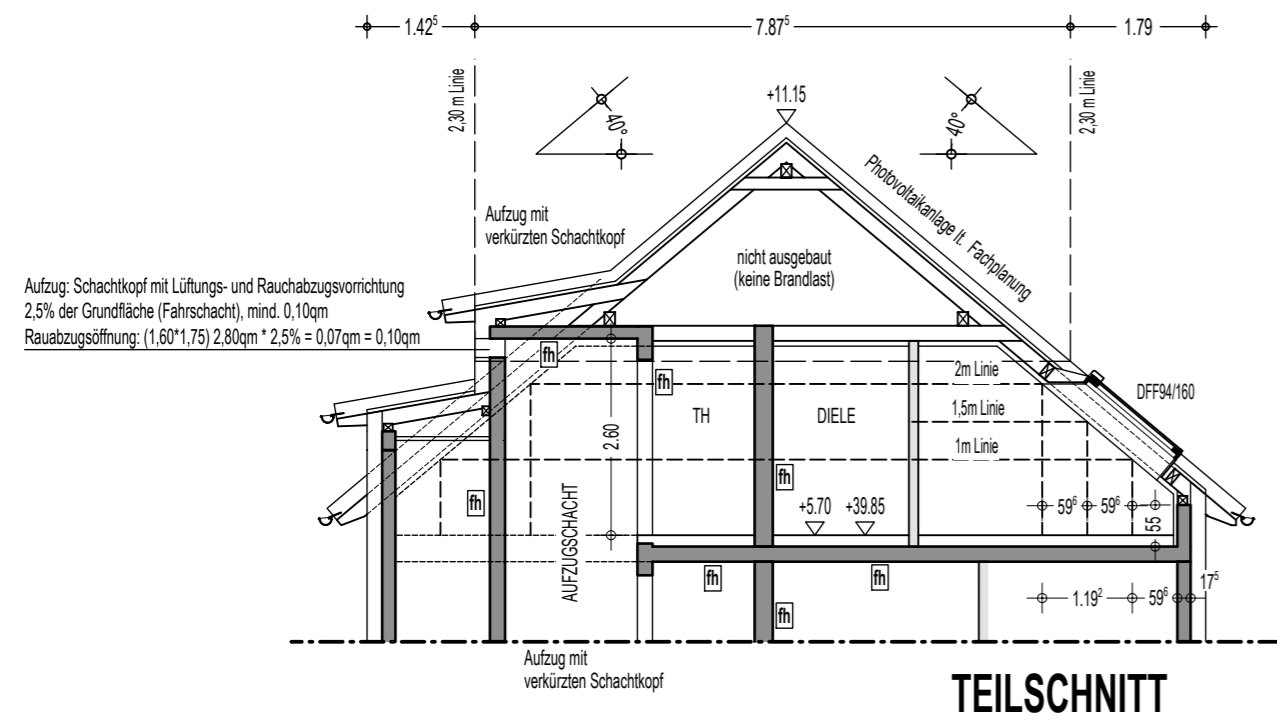 1.42⁵ 7.87⁵ 1.79
2,30 m Linie
2,30 m Linie
+11.15
40°
40°
Photovoltaikanlage lt. Fachplanung
Aufzug mit
verkürzten Schachtkopf
nicht ausgebaut
(keine Brandlast)
Aufzug: Schachtkopf mit Lüftungs- und Rauchabzugsvorrichtung
2,5% der Grundfläche (Fahrschacht), mind. 0,10qm
Rauabzugsöffnung: (1,60*1,75) 2,80qm * 2,5% = 0,07qm = 0,10qm
fh
fh
2m Linie
DFF94/160
2.60
TH
DIELE
1,5m Linie
1m Linie
fh
fh
+5.70 +39.85
59⁶ 59⁶
55
AUFZUGSCHACHT
fh
fh
17⁵
1.19² 59⁶
fh
Aufzug mit
verkürzten Schachtkopf
TEILSCHNITT